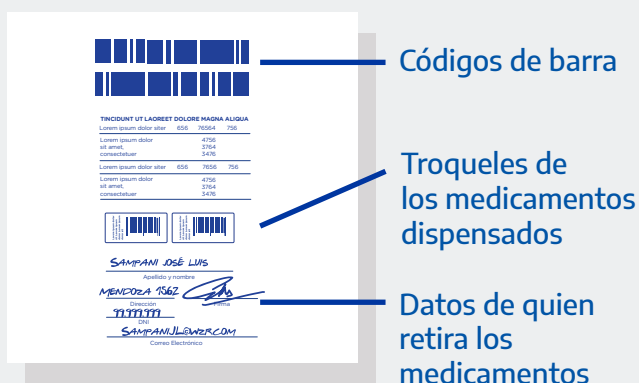 Códigos de barra
TINCIDUNT UT LAOREET DOLORE MAGNA ALIQUA
Lorem ipsum dolor siter 656 76564 756
Lorem ipsum dolor 4756
sit amet, 3764
consectetuer 3476
Lorem ipsum dolor siter 656 7656 756
Lorem ipsum dolor 4756
sit amet, 3764
consectetuer 3476
Troqueles de
los medicamentos
dispensados
SAMPANI JOSÉ LUIS
Apellido y nombre
MENDOZA 1562
Dirección Firma
99.999.999
DNI
SAMPANIJL@WZR.COM
Correo Electrónico
Datos de quien
retira los
medicamentos